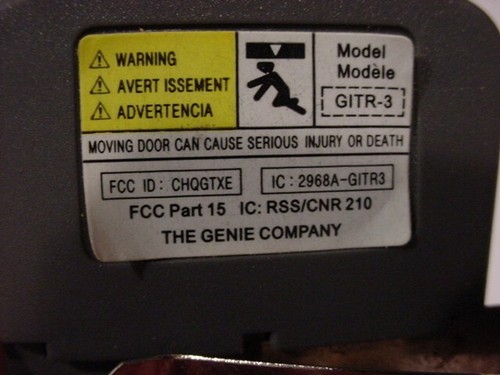 WARNING
AVERT ISSEMENT
ADVERTENCIA
Model
Modèle
GITR-3
MOVING DOOR CAN CAUSE SERIOUS INJURY OR DEATH
FCC ID: CHQGTXE
IC: 2968A-GITR3
FCC Part 15 IC: RSS/CNR 210
THE GENIE COMPANY